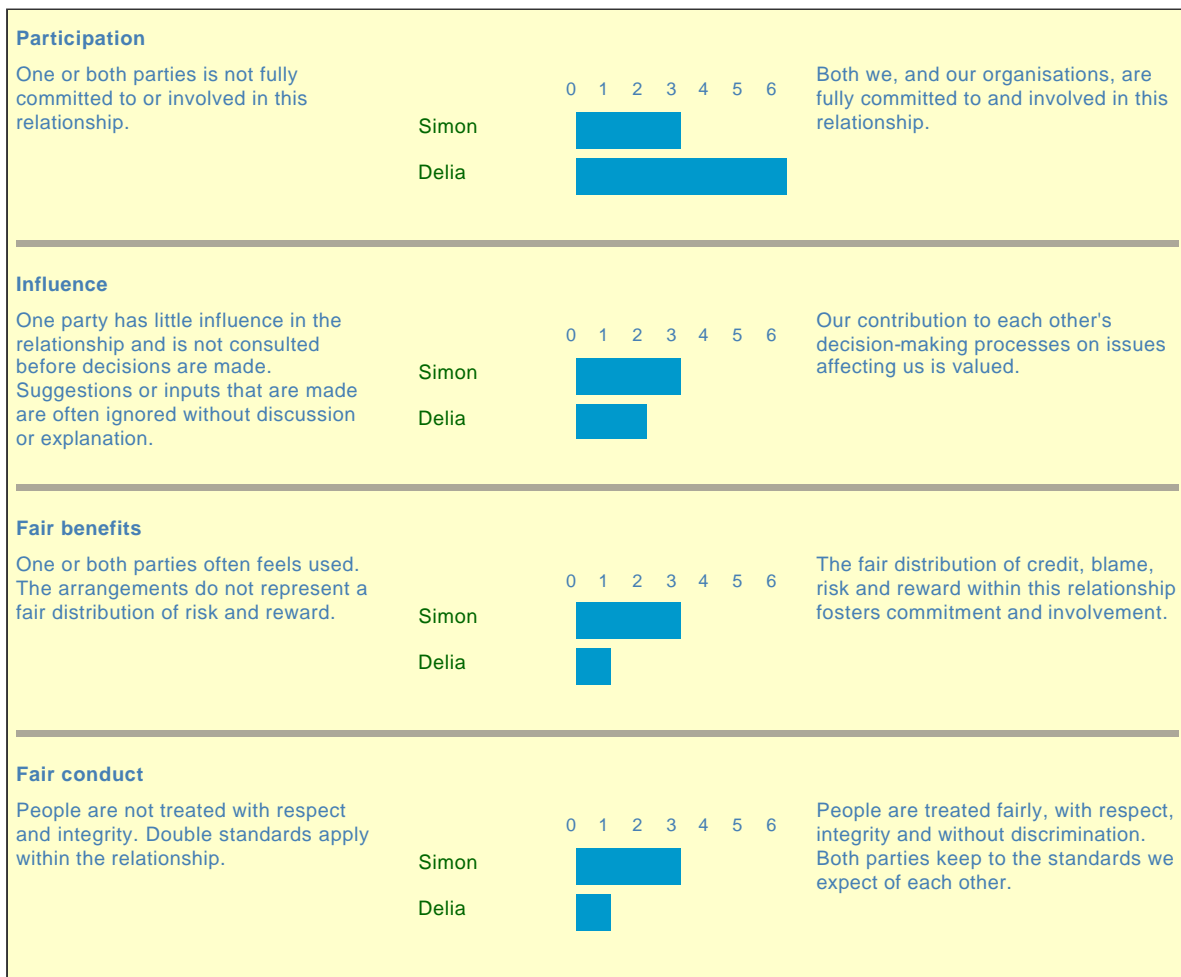 Participation
One or both parties is not fully
committed to or involved in this
relationship.
0 1 2 3 4 5 6
Simon
Delia
Both we, and our organisations, are
fully committed to and involved in this
relationship.
Influence
One party has little influence in the
relationship and is not consulted
before decisions are made.
Suggestions or inputs that are made
are often ignored without discussion
or explanation.
0 1 2 3 4 5 6
Simon
Delia
Our contribution to each other's
decision-making processes on issues
affecting us is valued.
Fair benefits
One or both parties often feels used.
The arrangements do not represent a
fair distribution of risk and reward.
0 1 2 3 4 5 6
Simon
Delia
The fair distribution of credit, blame,
risk and reward within this relationship
fosters commitment and involvement.
Fair conduct
People are not treated with respect
and integrity. Double standards apply
within the relationship.
0 1 2 3 4 5 6
Simon
Delia
People are treated fairly, with respect,
integrity and without discrimination.
Both parties keep to the standards we
expect of each other.